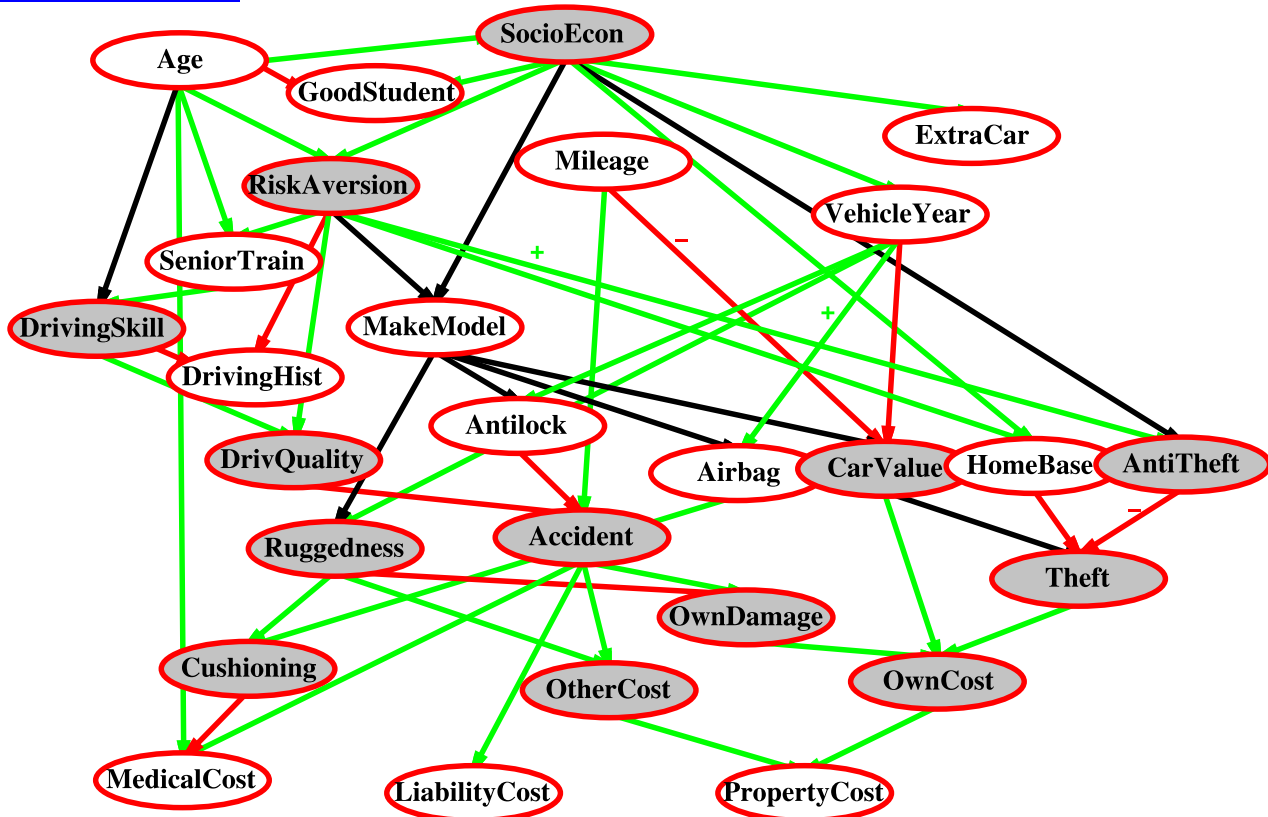 SocioEcon
Age
GoodStudent
ExtraCar
Mileage
RiskAversion
VehicleYear
+
−
SeniorTrain
+
DrivingSkill
MakeModel
DrivingHist
Antilock
DrivQuality
Airbag
CarValue
HomeBase
AntiTheft
−
Accident
Ruggedness
Theft
OwnDamage
Cushioning
OwnCost
OtherCost
MedicalCost
LiabilityCost
PropertyCost